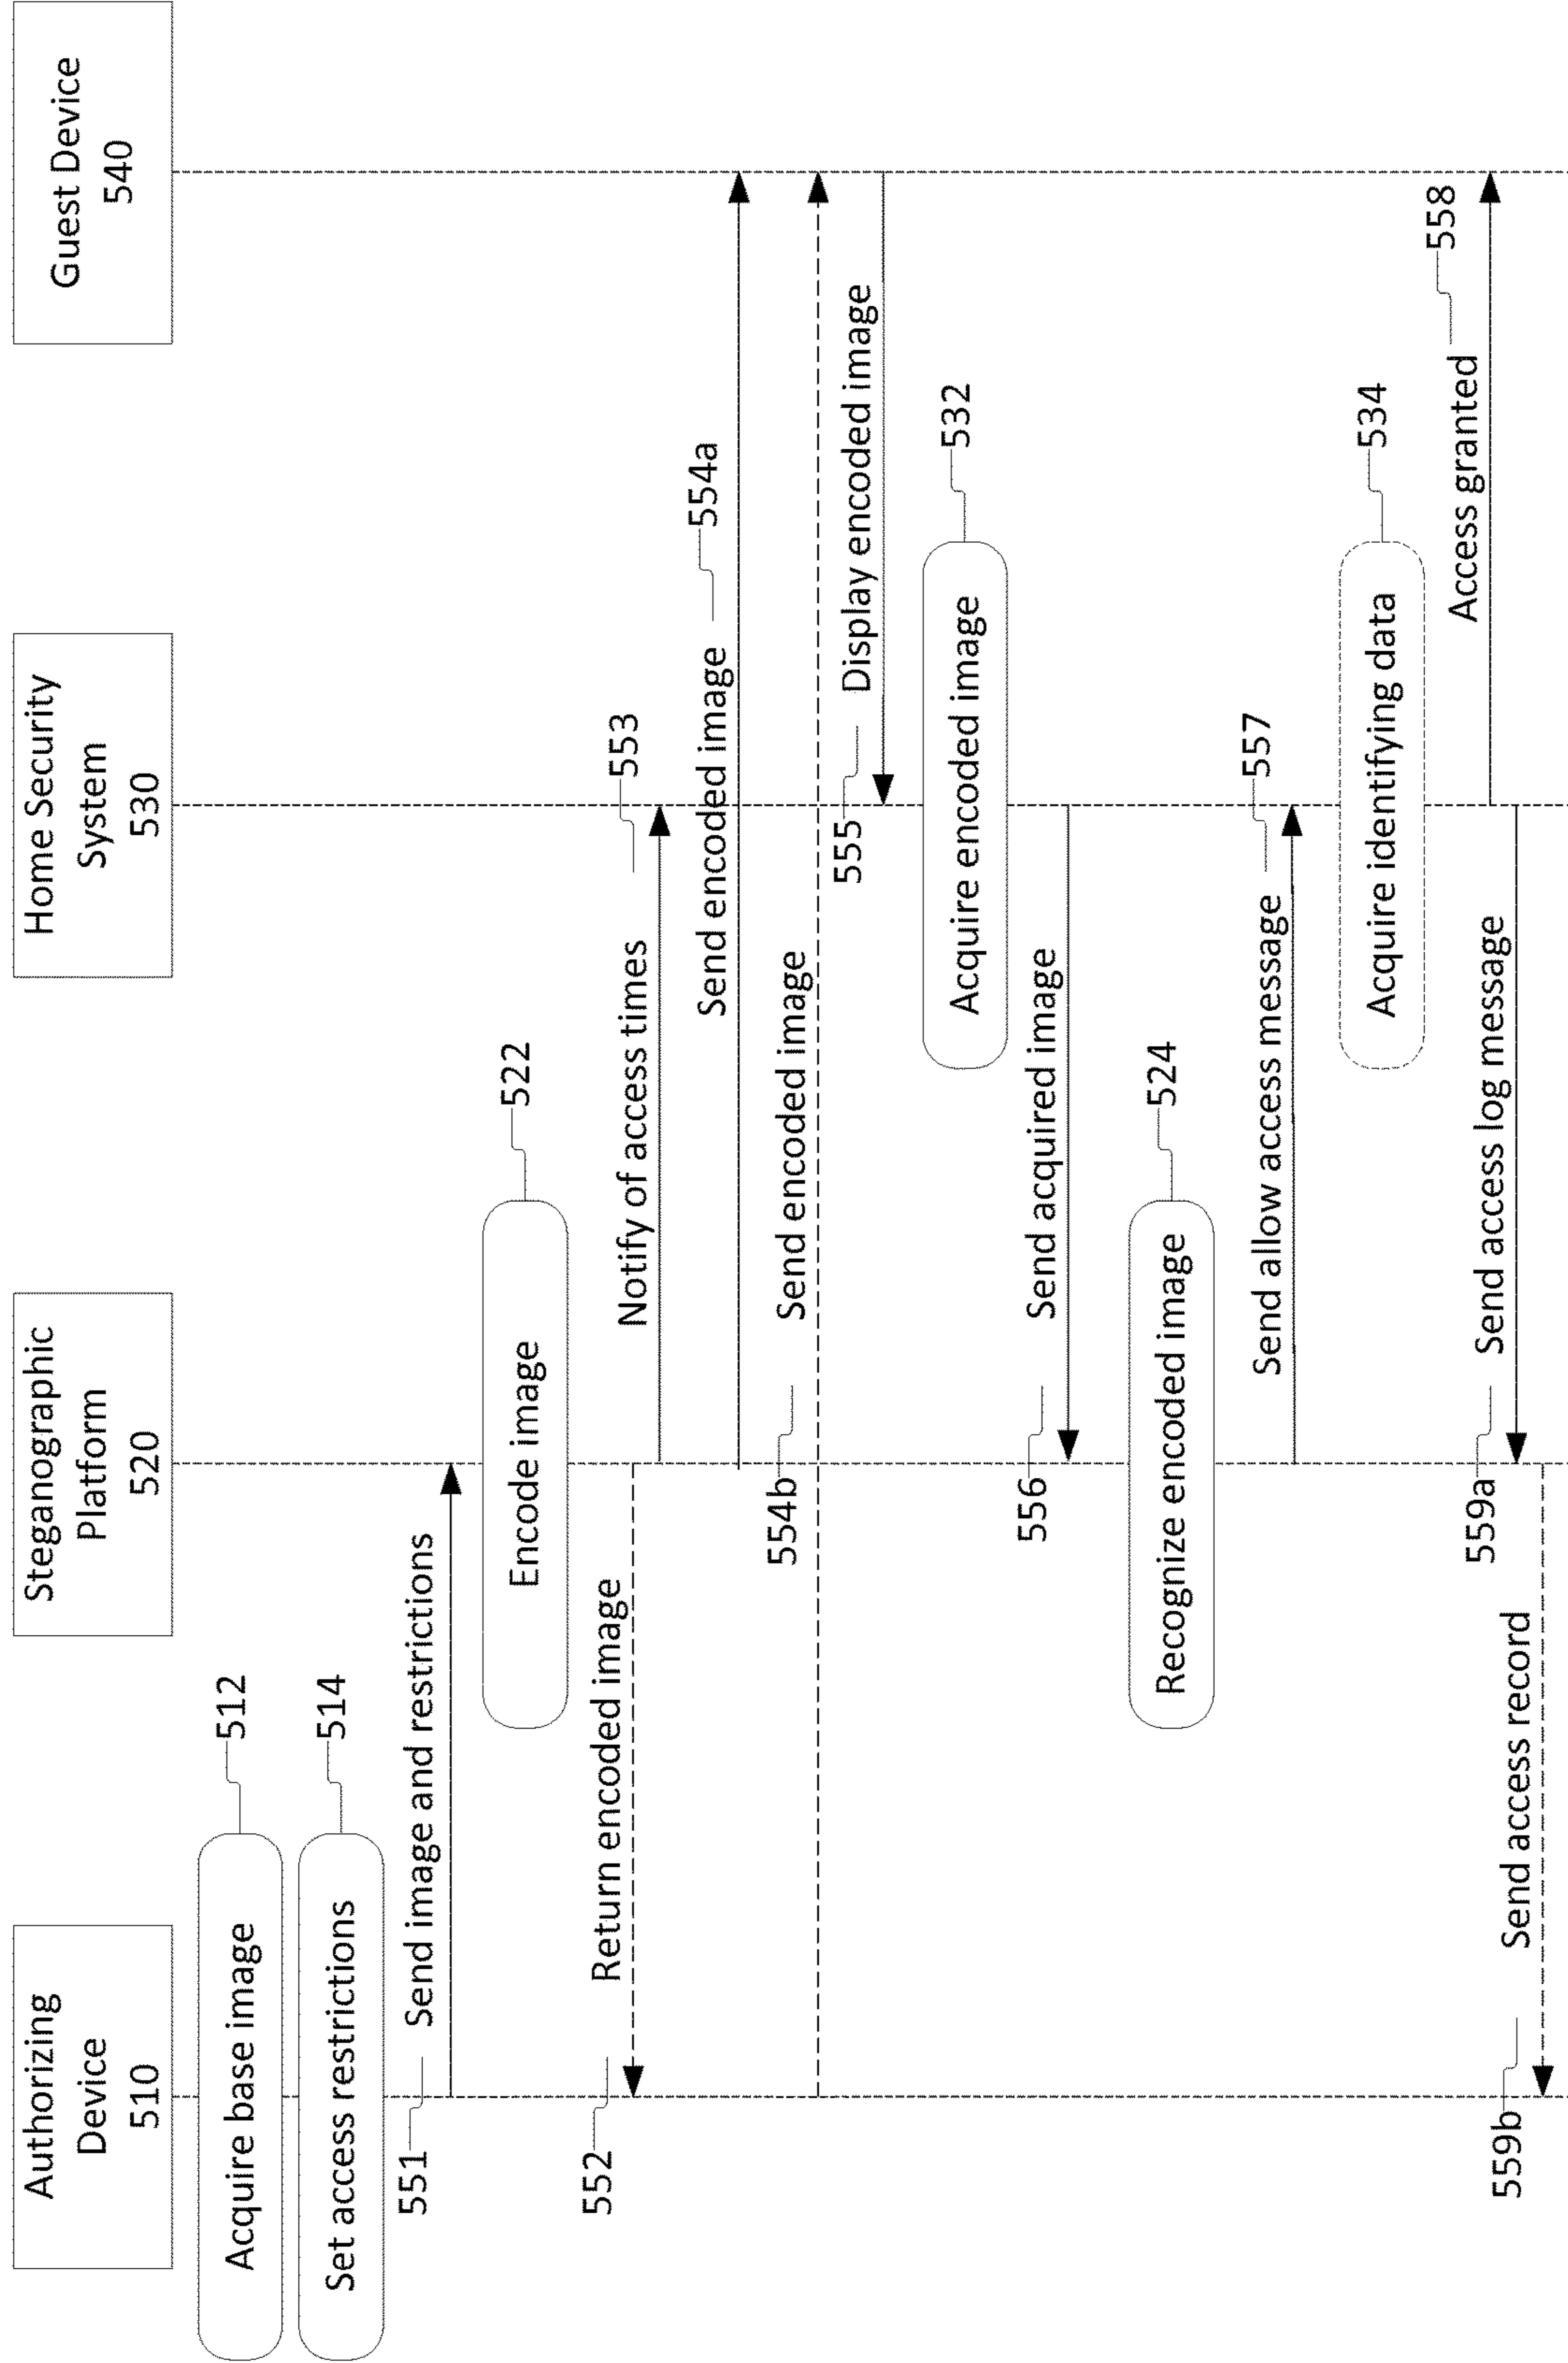 Authorizing
Device
510
Steganographic
Platform
520
Home Security
System
530
Guest Device
540
Acquire base image
512
Set access restrictions
514
551
Send image and restrictions
Encode image
522
552
Return encoded image
Notify of access times
553
Send encoded image
554a
554b
Send encoded image
555
Display encoded image
Acquire encoded image
532
556
Send acquired image
Recognize encoded image
524
Send allow access message
557
Acquire identifying data
534
Access granted
558
559a
Send access log message
559b
Send access record